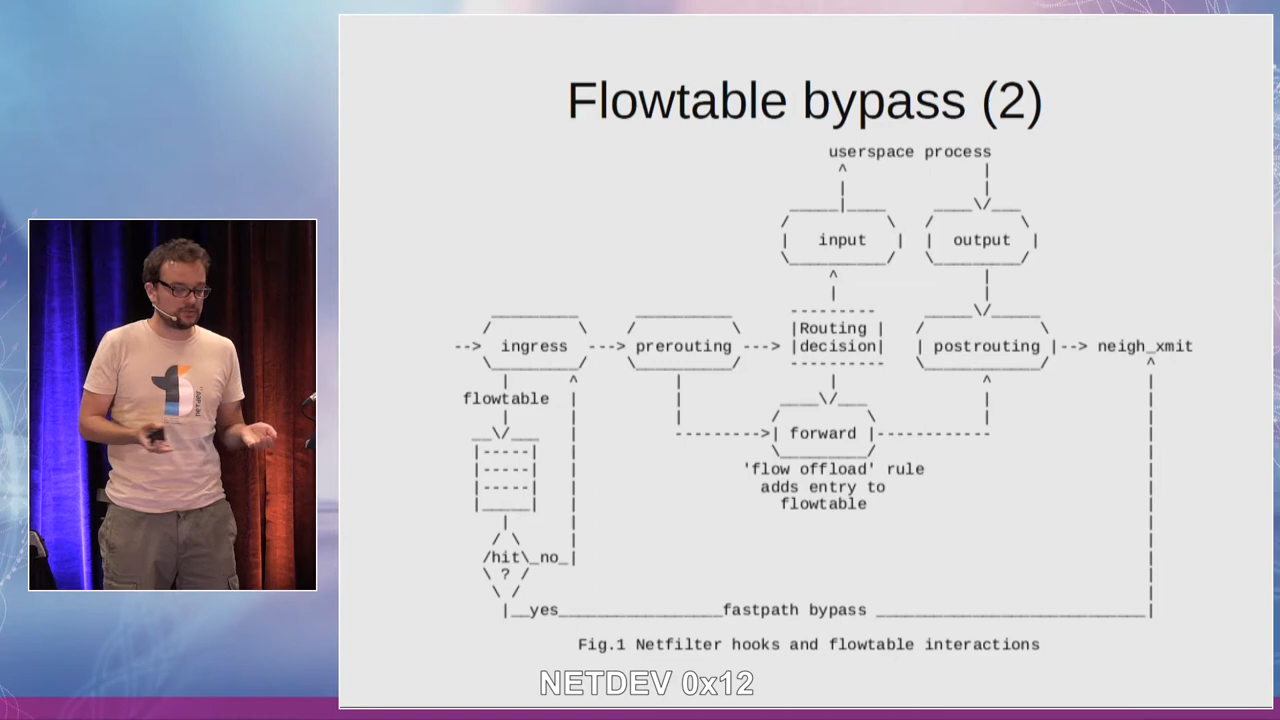 Flowtable bypass (2)
userspace process
input
output
Routing
decision
ingress
prerouting
postrouting
neigh_xmit
flowtable
forward
'flow offload' rule
adds entry to
flowtable
hit
?
no
yes
fastpath bypass
Fig.1 Netfilter hooks and flowtable interactions
NETDEV 0x12
netdev